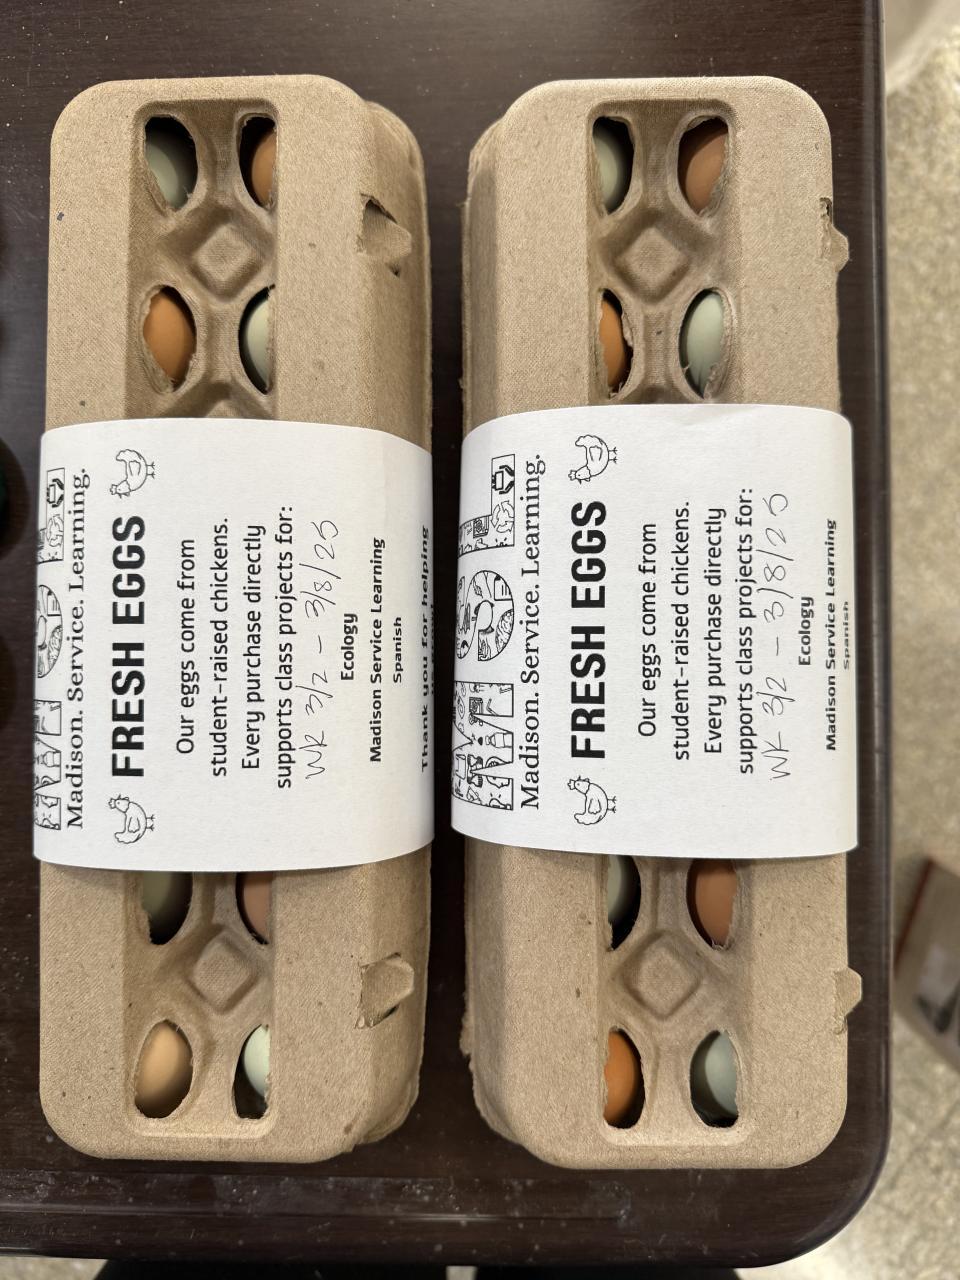 MSL
Madison. Service. Learning.
FRESH EGGS
Our eggs come from
student-raised chickens.
Every purchase directly
supports class projects for:
WK 3/2 - 3/8/25
Ecology
Madison Service Learning
Spanish
Thank you for helping
MSL
Madison. Service. Learning.
FRESH EGGS
Our eggs come from
student-raised chickens.
Every purchase directly
supports class projects for:
WK 3/2 - 3/8/25
Ecology
Madison Service Learning
Spanish